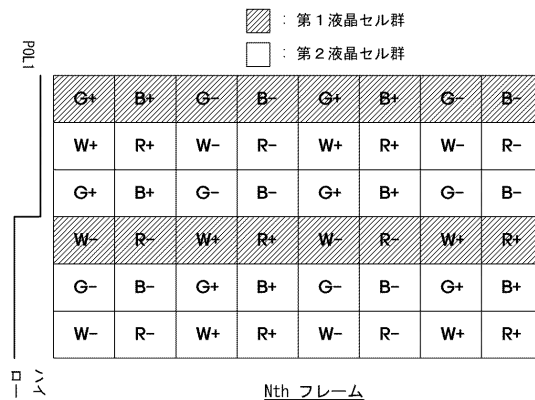 ： 第１液晶セル群
： 第２液晶セル群
POL1
G+ B+ G- B- G+ B+ G- B-
W+ R+ W- R- W+ R+ W- R-
G+ B+ G- B- G+ B+ G- B-
W- R- W+ R+ W- R- W+ R+
G- B- G+ B+ G- B- G+ B+
W- R- W+ R+ W- R- W+ R+
ハイ
ロー
Nth フレーム